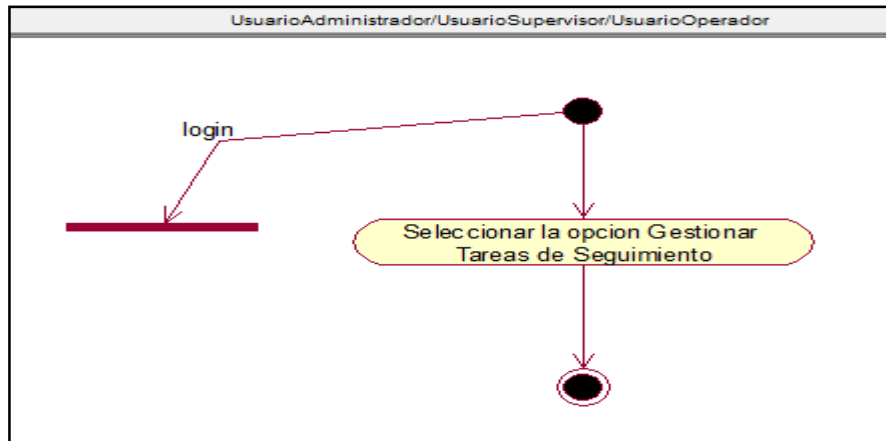 UsuarioAdministrador/UsuarioSupervisor/UsuarioOperador
login
Seleccionar la opcion Gestionar
Tareas de Seguimiento